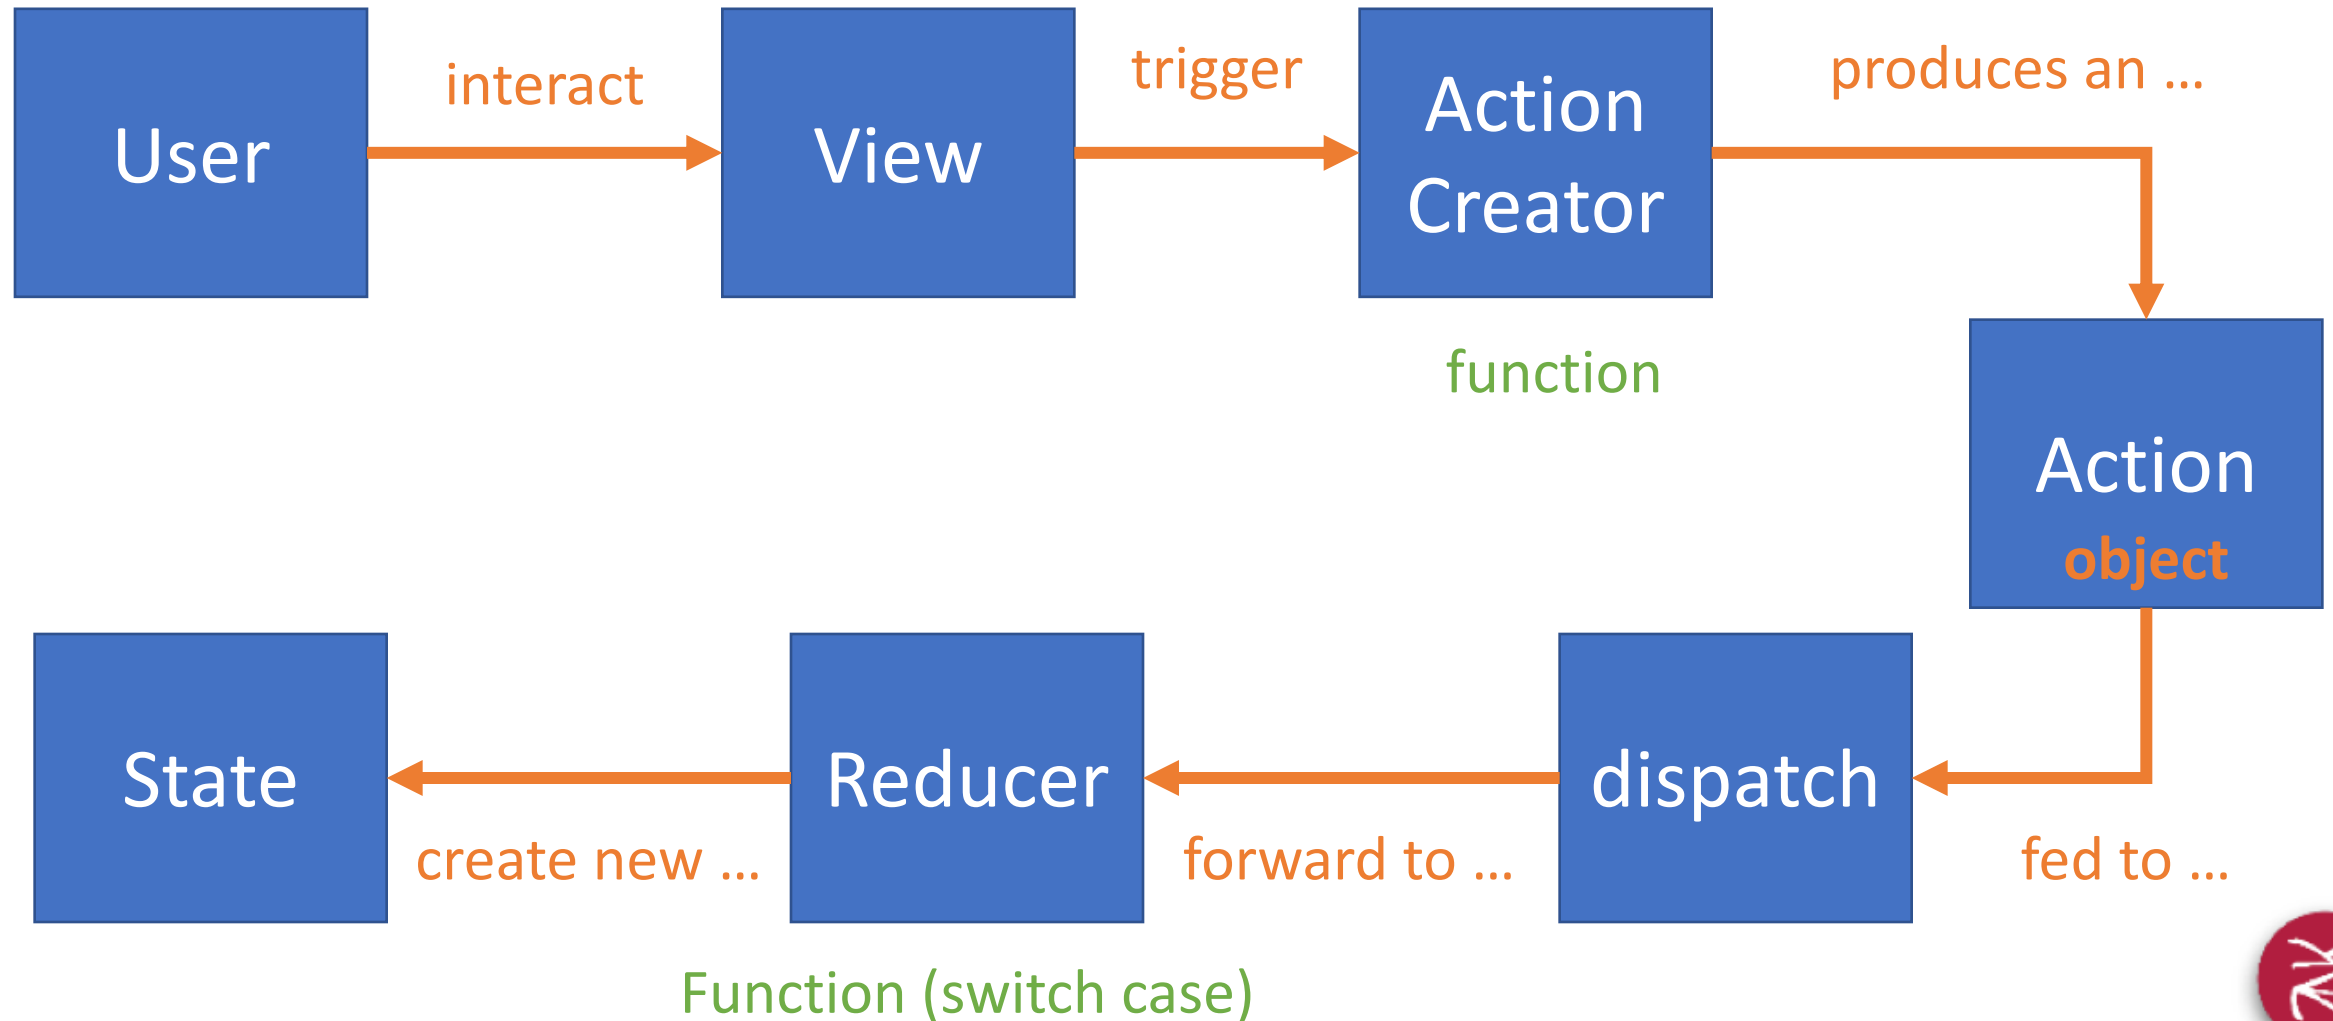 User
interact
View
trigger
Action
Creator
produces an ...
function
Action
object
State
create new ...
Reducer
forward to ...
dispatch
fed to ...
Function (switch case)